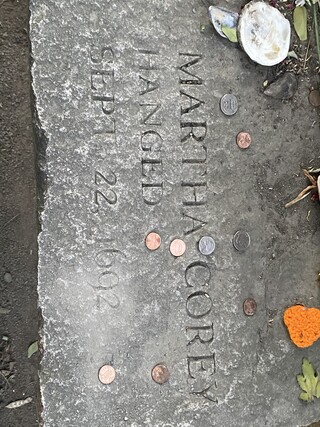 MARTHA COREY
HANGED
SEPT. 22, 1692